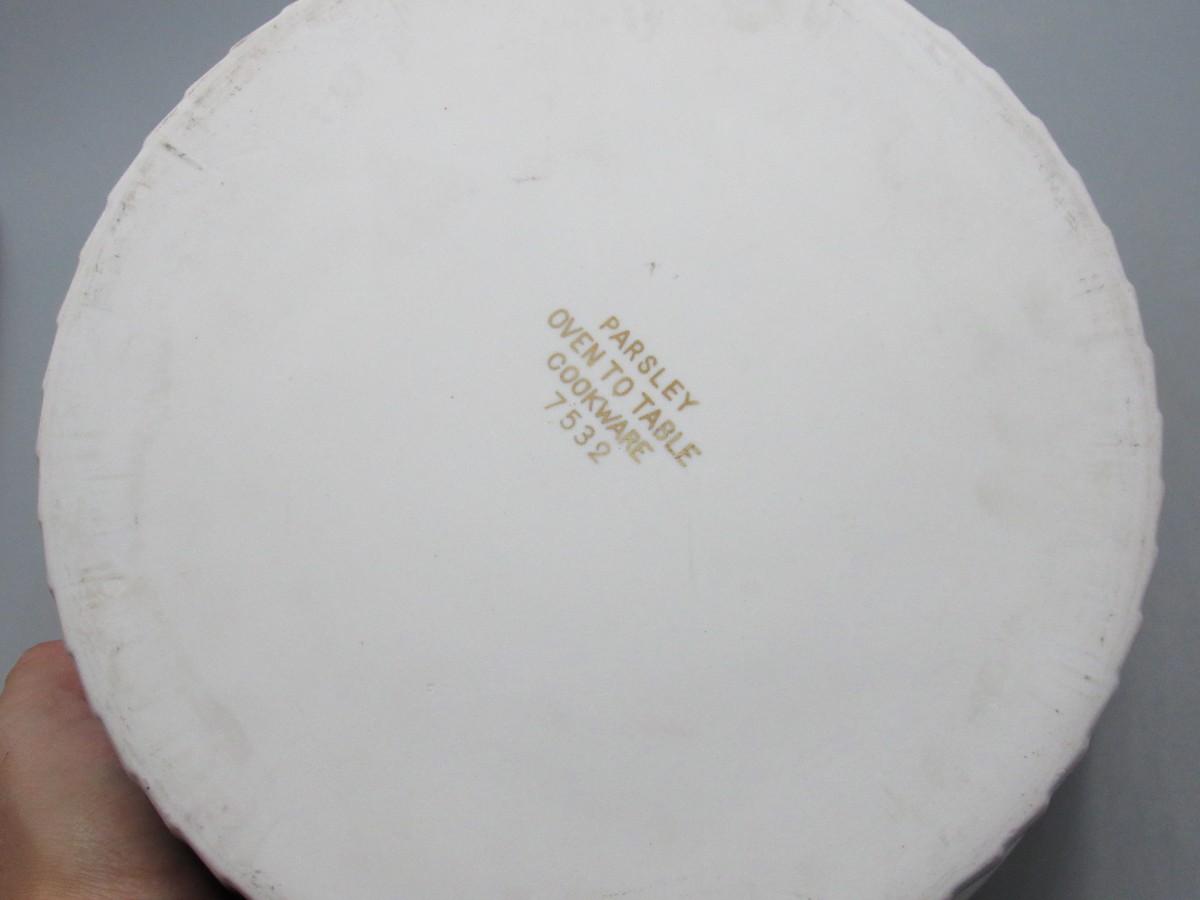 PARSLEY
OVEN TO TABLE
COOKWARE
7532